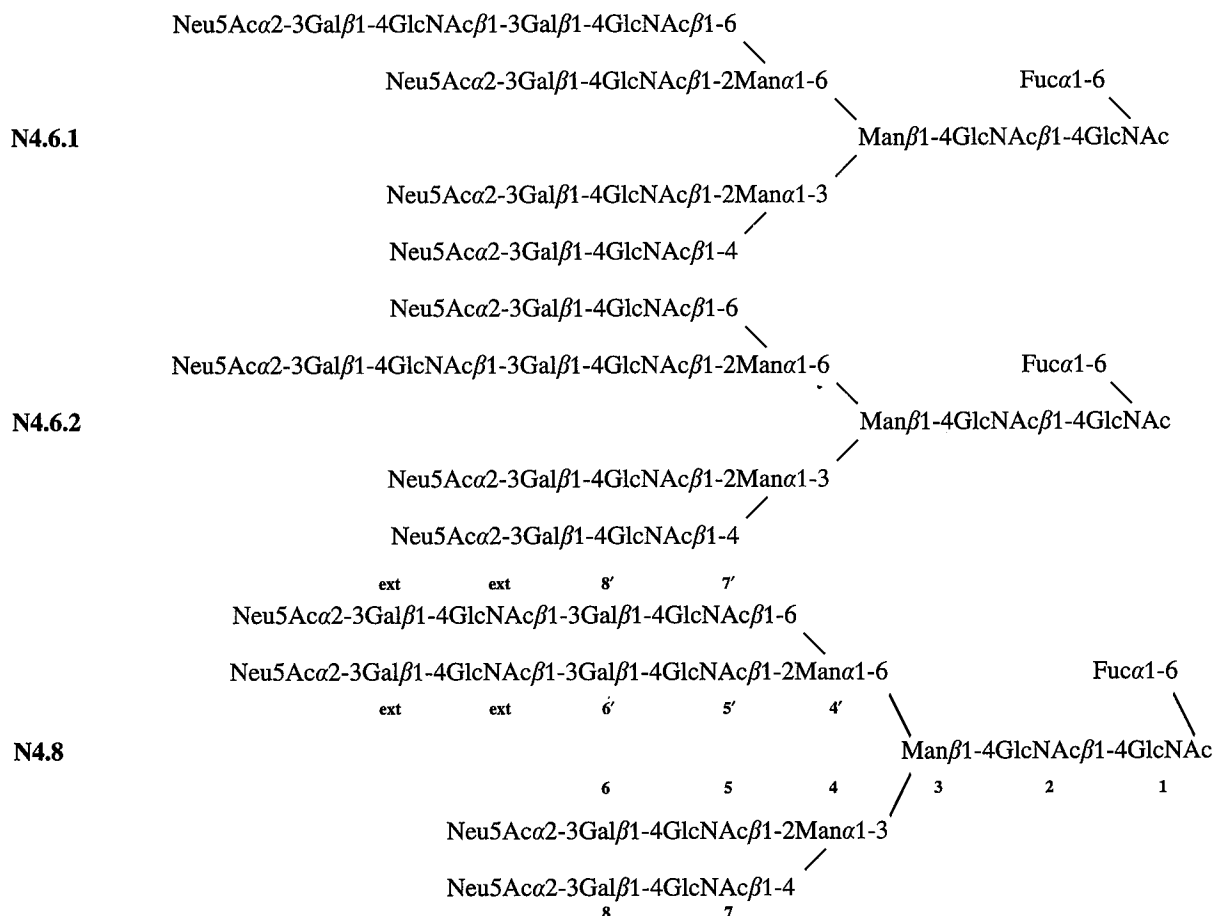 Neu5Acα2-3Galβ1-4GlcNAcβ1-3Galβ1-4GlcNAcβ1-6
Neu5Acα2-3Galβ1-4GlcNAcβ1-2Manα1-6 Fucα1-6
N4.6.1 Manβ1-4GlcNAcβ1-4GlcNAc
Neu5Acα2-3Galβ1-4GlcNAcβ1-2Manα1-3
Neu5Acα2-3Galβ1-4GlcNAcβ1-4
Neu5Acα2-3Galβ1-4GlcNAcβ1-6
Neu5Acα2-3Galβ1-4GlcNAcβ1-3Galβ1-4GlcNAcβ1-2Manα1-6 Fucα1-6
N4.6.2 Manβ1-4GlcNAcβ1-4GlcNAc
Neu5Acα2-3Galβ1-4GlcNAcβ1-2Manα1-3
Neu5Acα2-3Galβ1-4GlcNAcβ1-4
ext ext 8′ 7′
Neu5Acα2-3Galβ1-4GlcNAcβ1-3Galβ1-4GlcNAcβ1-6
Neu5Acα2-3Galβ1-4GlcNAcβ1-3Galβ1-4GlcNAcβ1-2Manα1-6 Fucα1-6
ext ext 6′ 5′ 4′
N4.8 Manβ1-4GlcNAcβ1-4GlcNAc
6 5 4 3 2 1
Neu5Acα2-3Galβ1-4GlcNAcβ1-2Manα1-3
Neu5Acα2-3Galβ1-4GlcNAcβ1-4
8 7